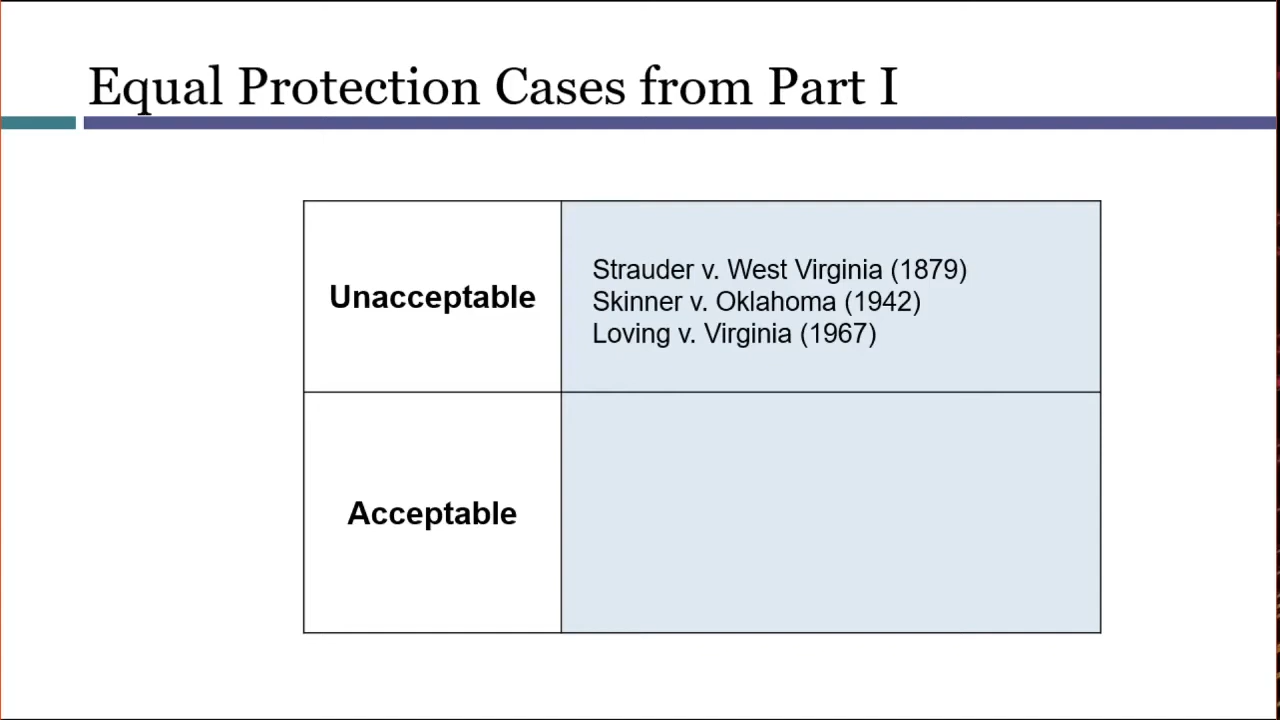 Equal Protection Cases from Part I
Unacceptable
Strauder v. West Virginia (1879)
Skinner v. Oklahoma (1942)
Loving v. Virginia (1967)
Acceptable